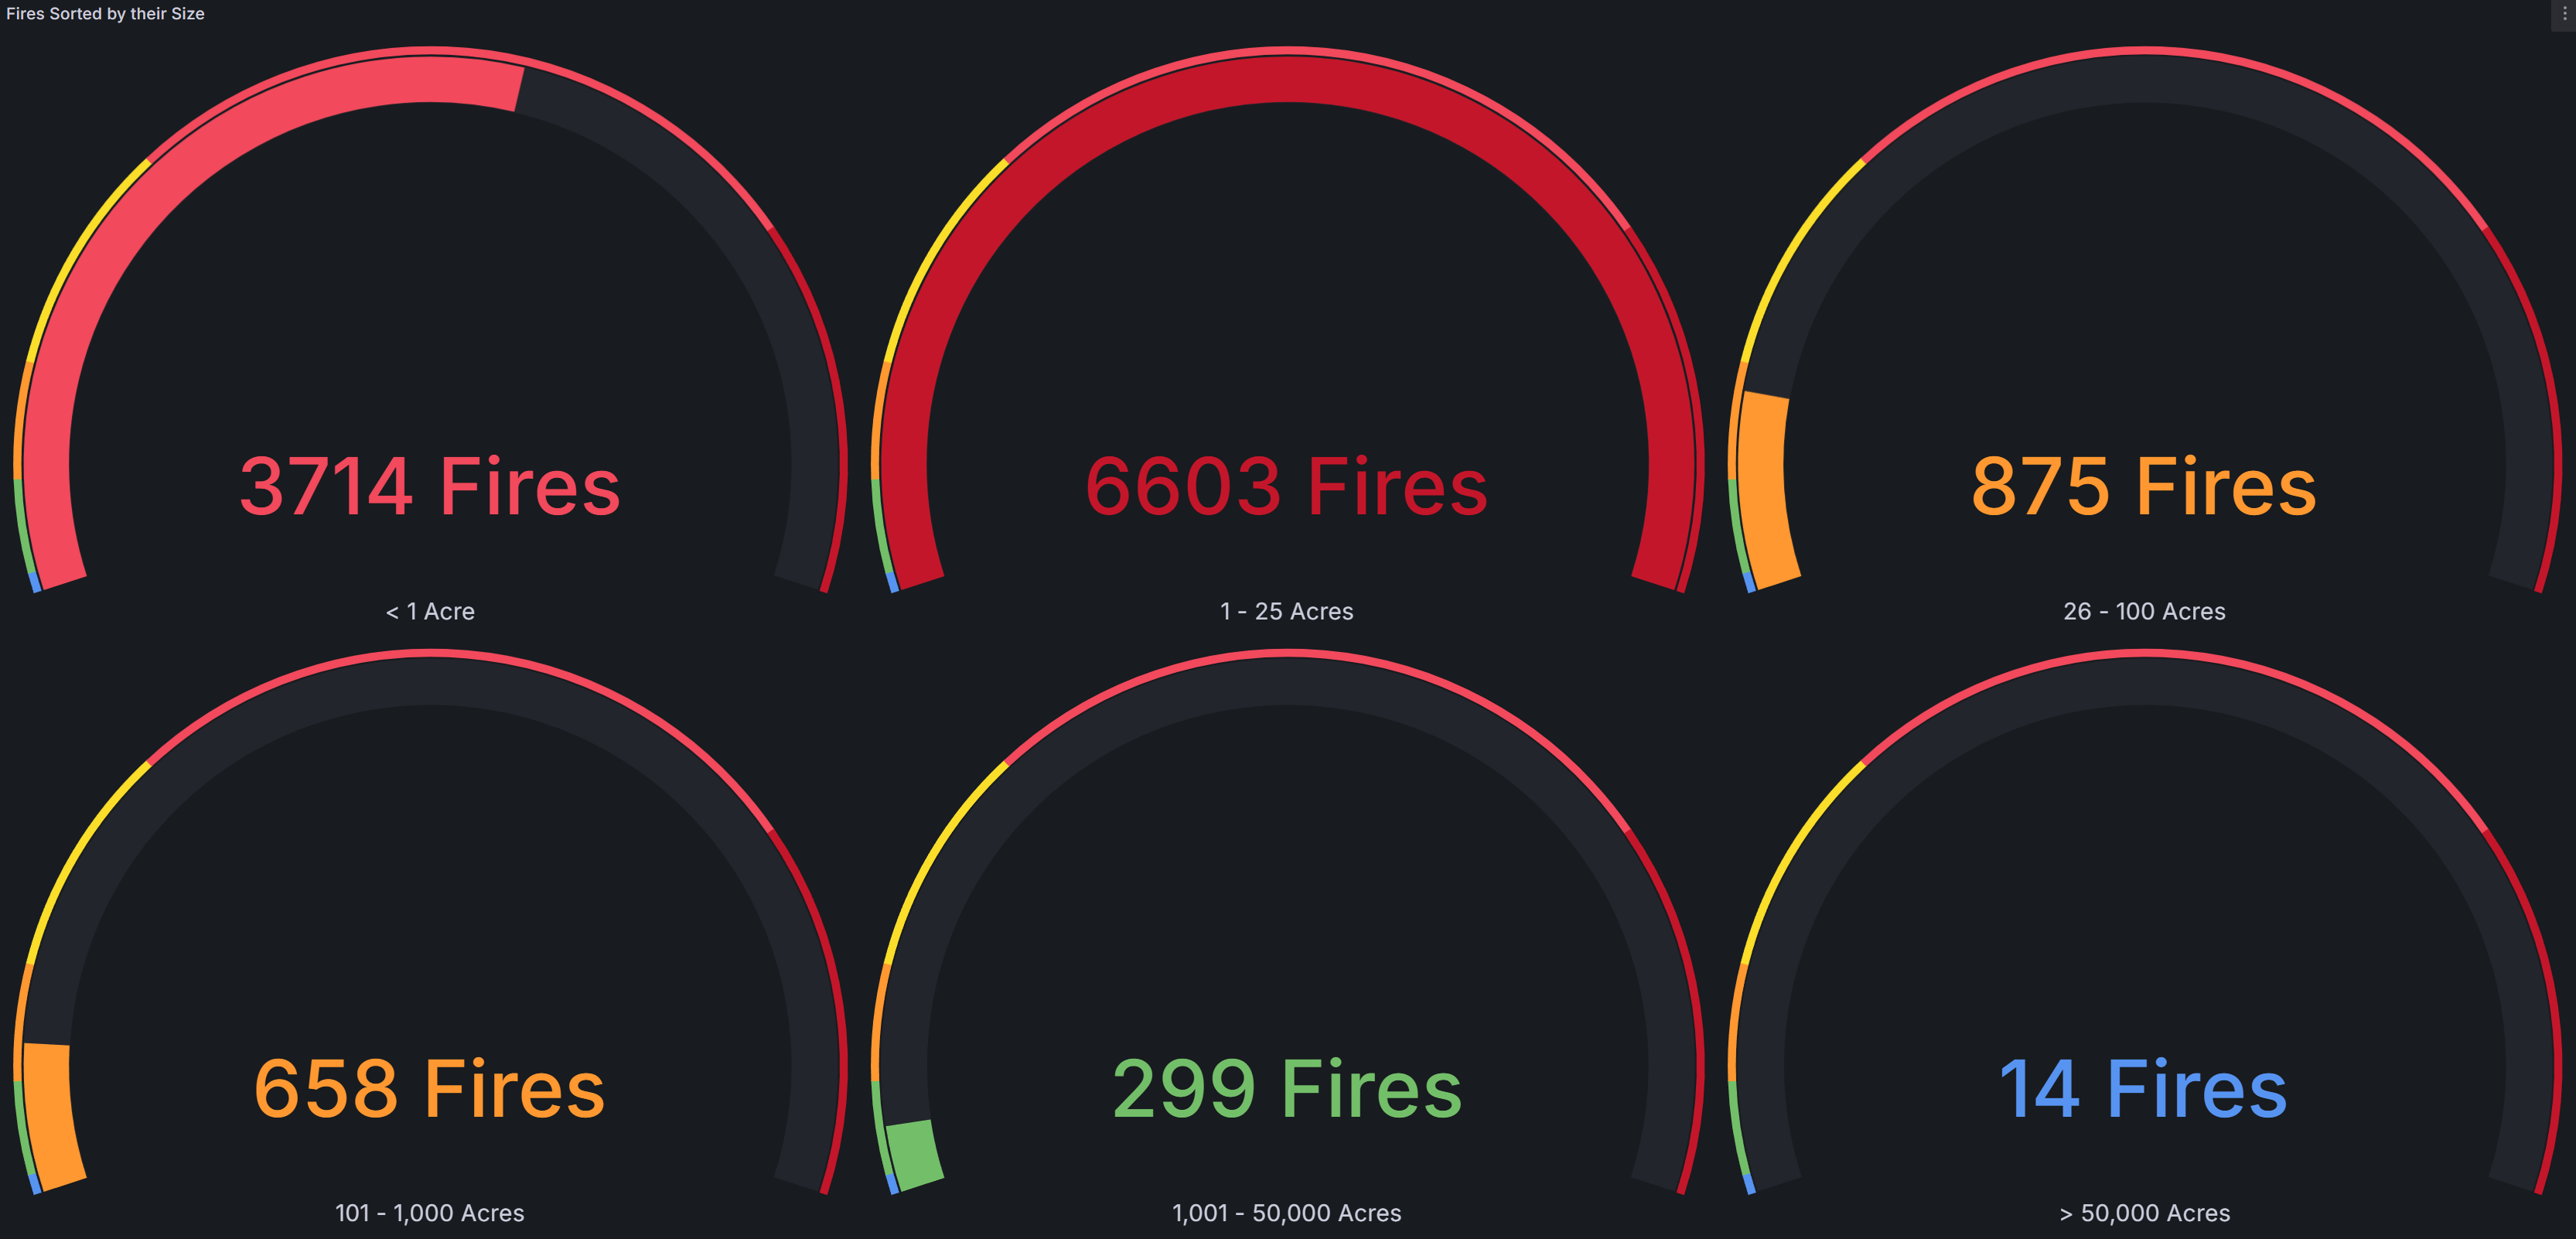 Fires Sorted by their Size
3714 Fires
< 1 Acre
6603 Fires
1 - 25 Acres
875 Fires
26 - 100 Acres
658 Fires
101 - 1,000 Acres
299 Fires
1,001 - 50,000 Acres
14 Fires
> 50,000 Acres